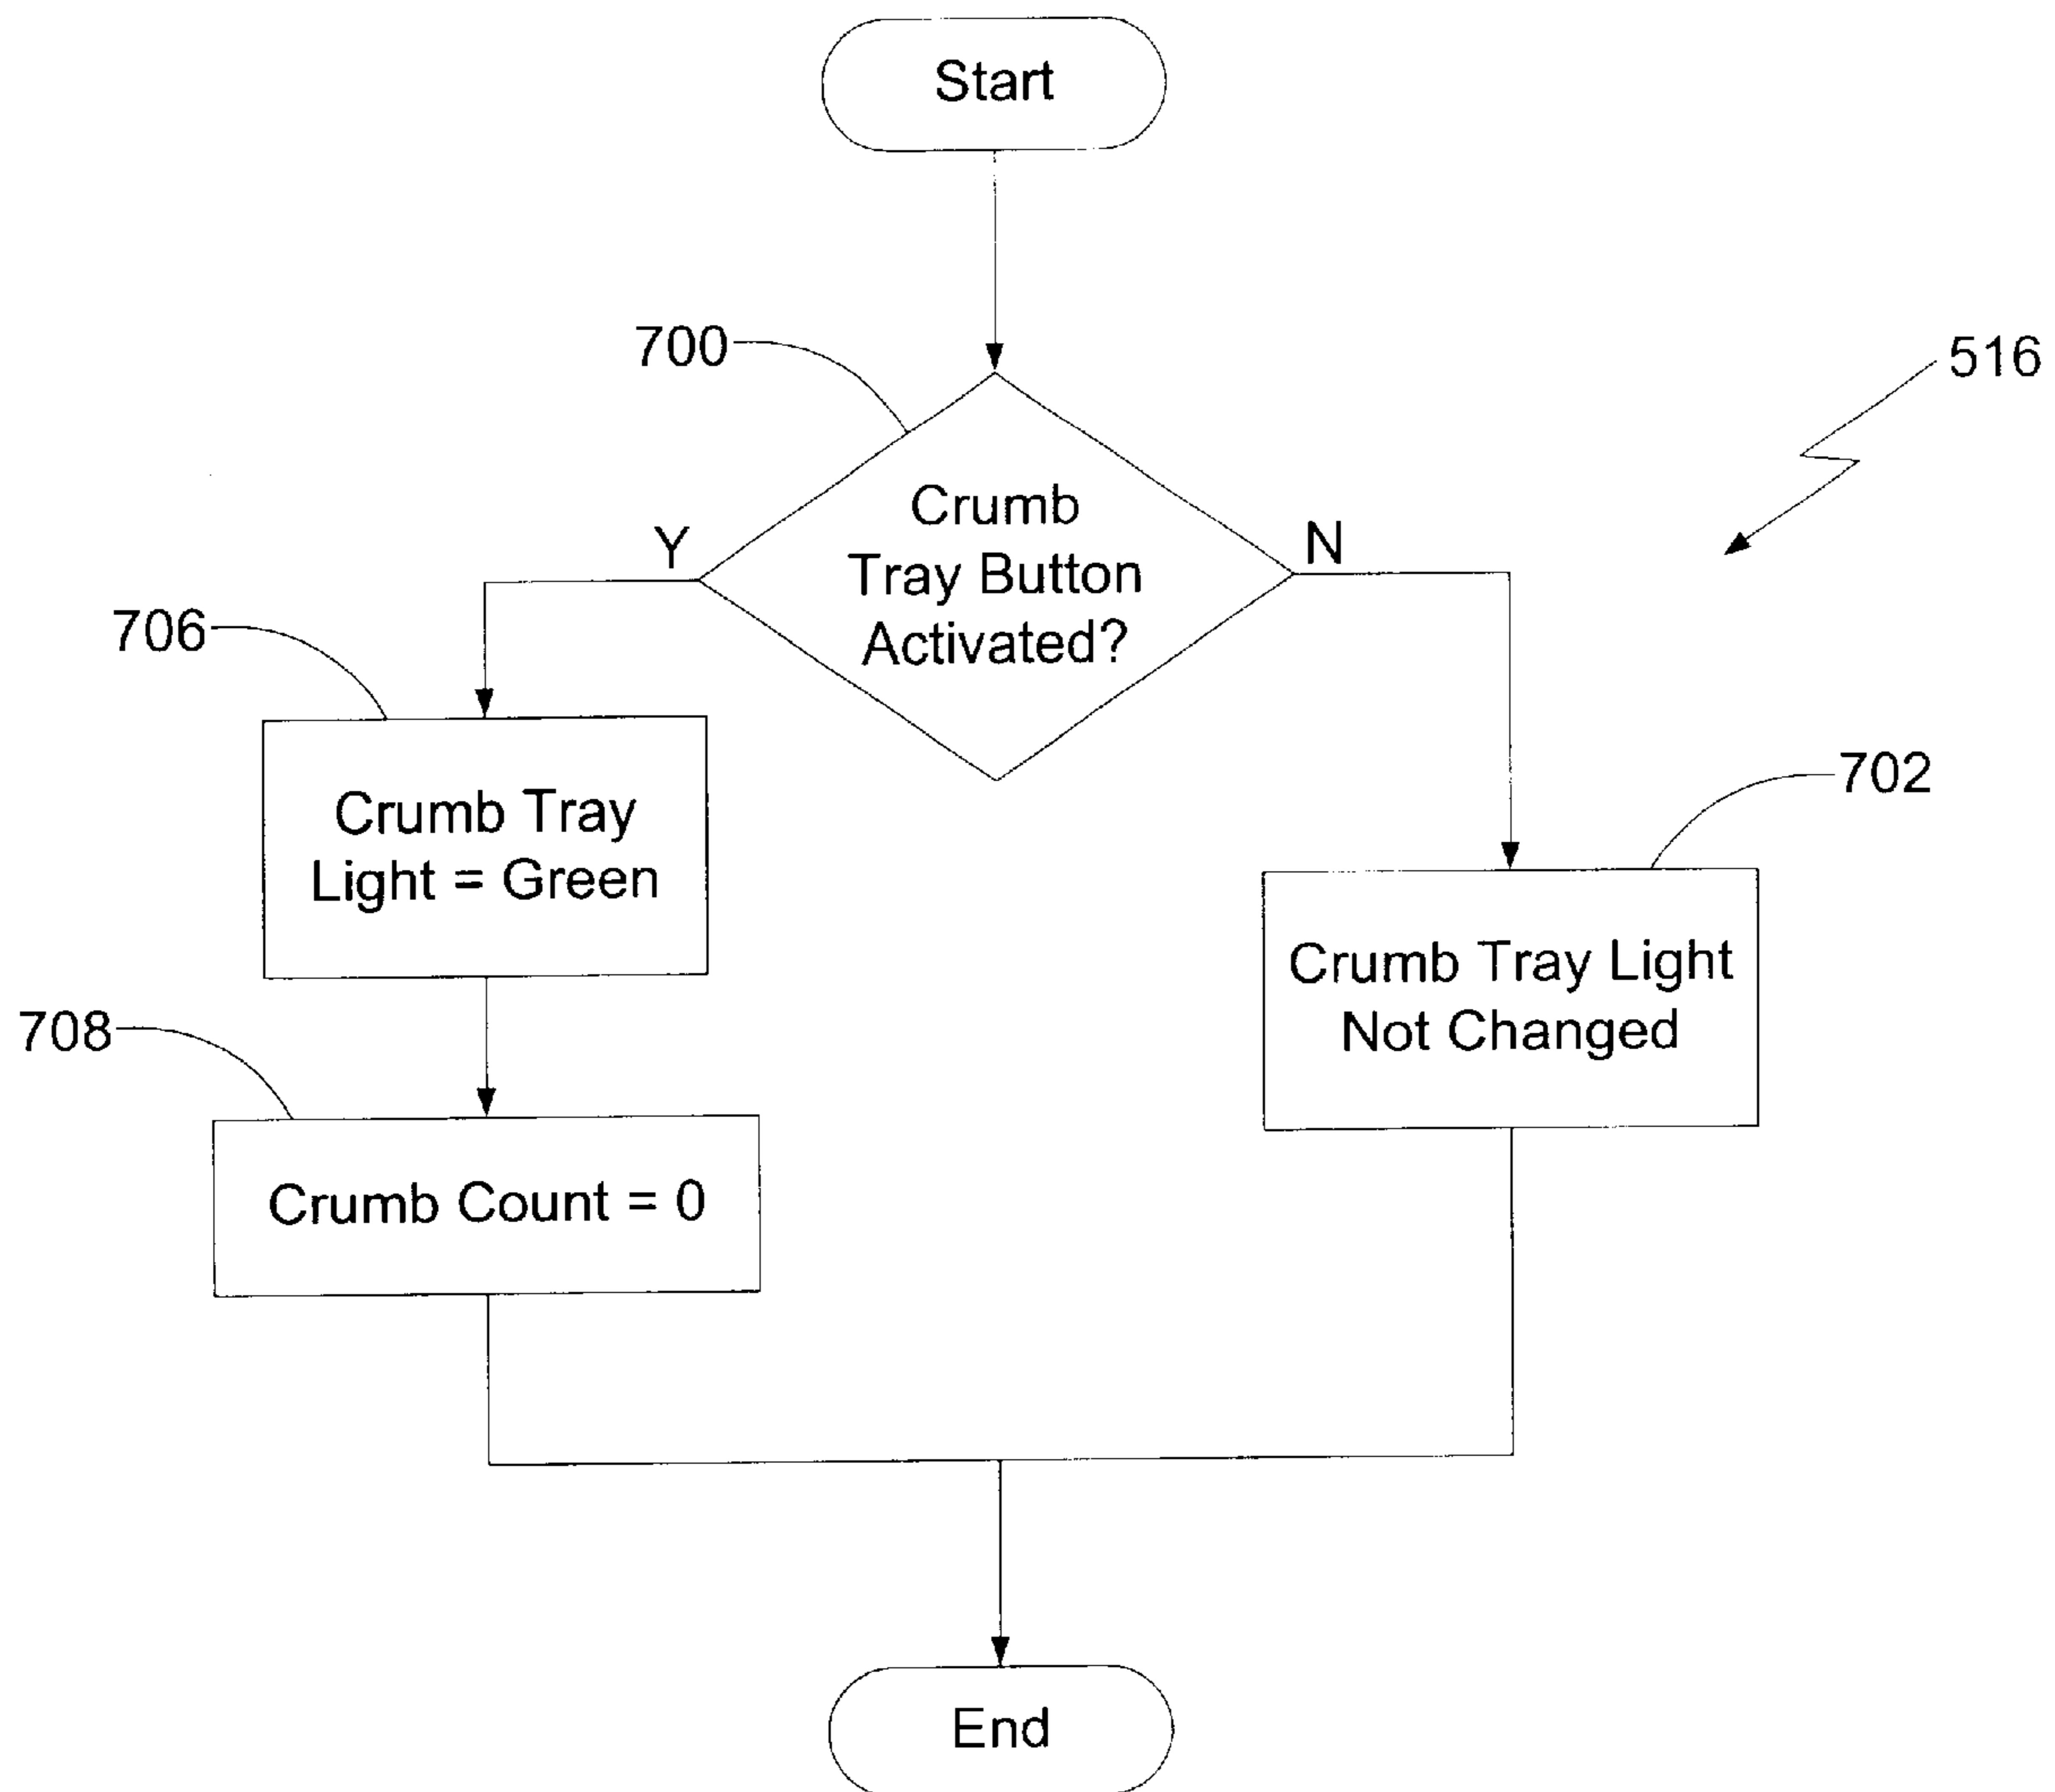 Start
700
516
Crumb
Tray Button
Activated?
Y
N
706
702
Crumb Tray
Light = Green
Crumb Tray Light
Not Changed
708
Crumb Count = 0
End